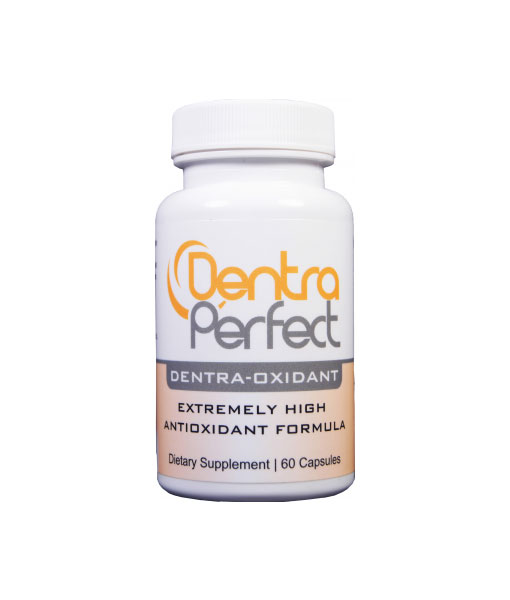 Dentra
Perfect
DENTRA-OXIDANT
EXTREMELY HIGH
ANTIOXIDANT FORMULA
Dietary Supplement | 60 Capsules